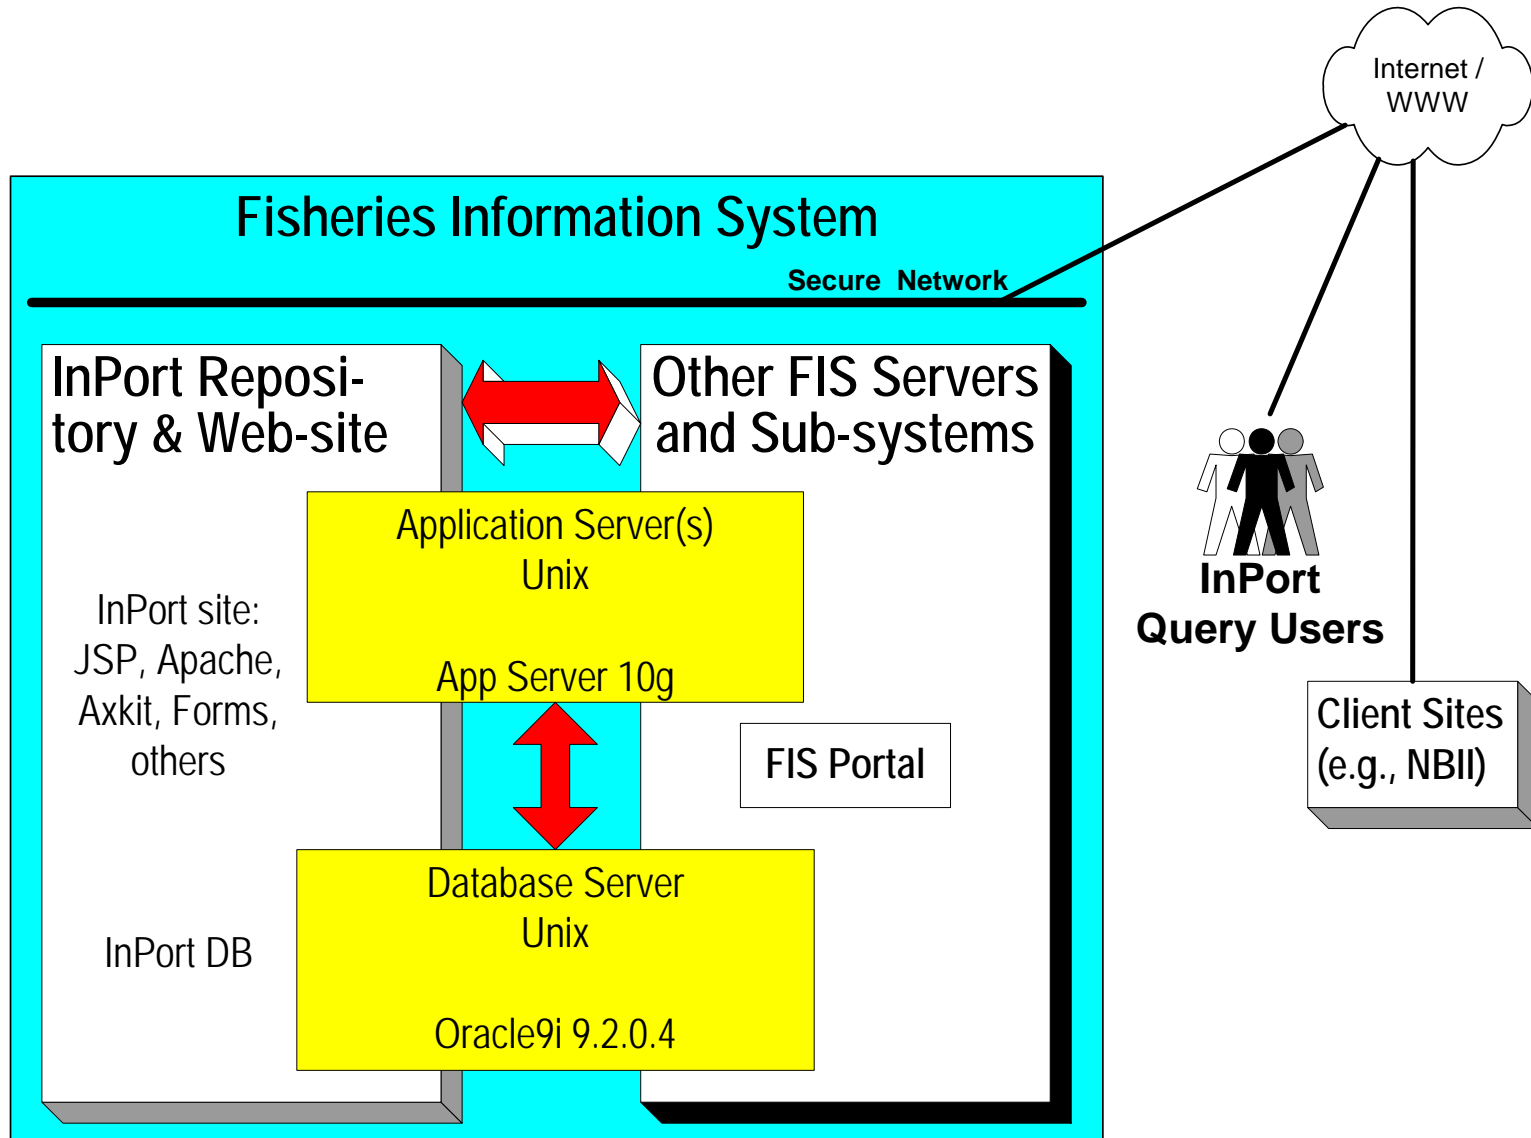 Internet /
WWW
Fisheries Information System
Secure Network
InPort Reposi-
tory & Web-site
Other FIS Servers
and Sub-systems
Application Server(s)
Unix
App Server 10g
InPort site:
JSP, Apache,
Axkit, Forms,
others
FIS Portal
Database Server
Unix
Oracle9i 9.2.0.4
InPort DB
InPort
Query Users
Client Sites
(e.g., NBII)